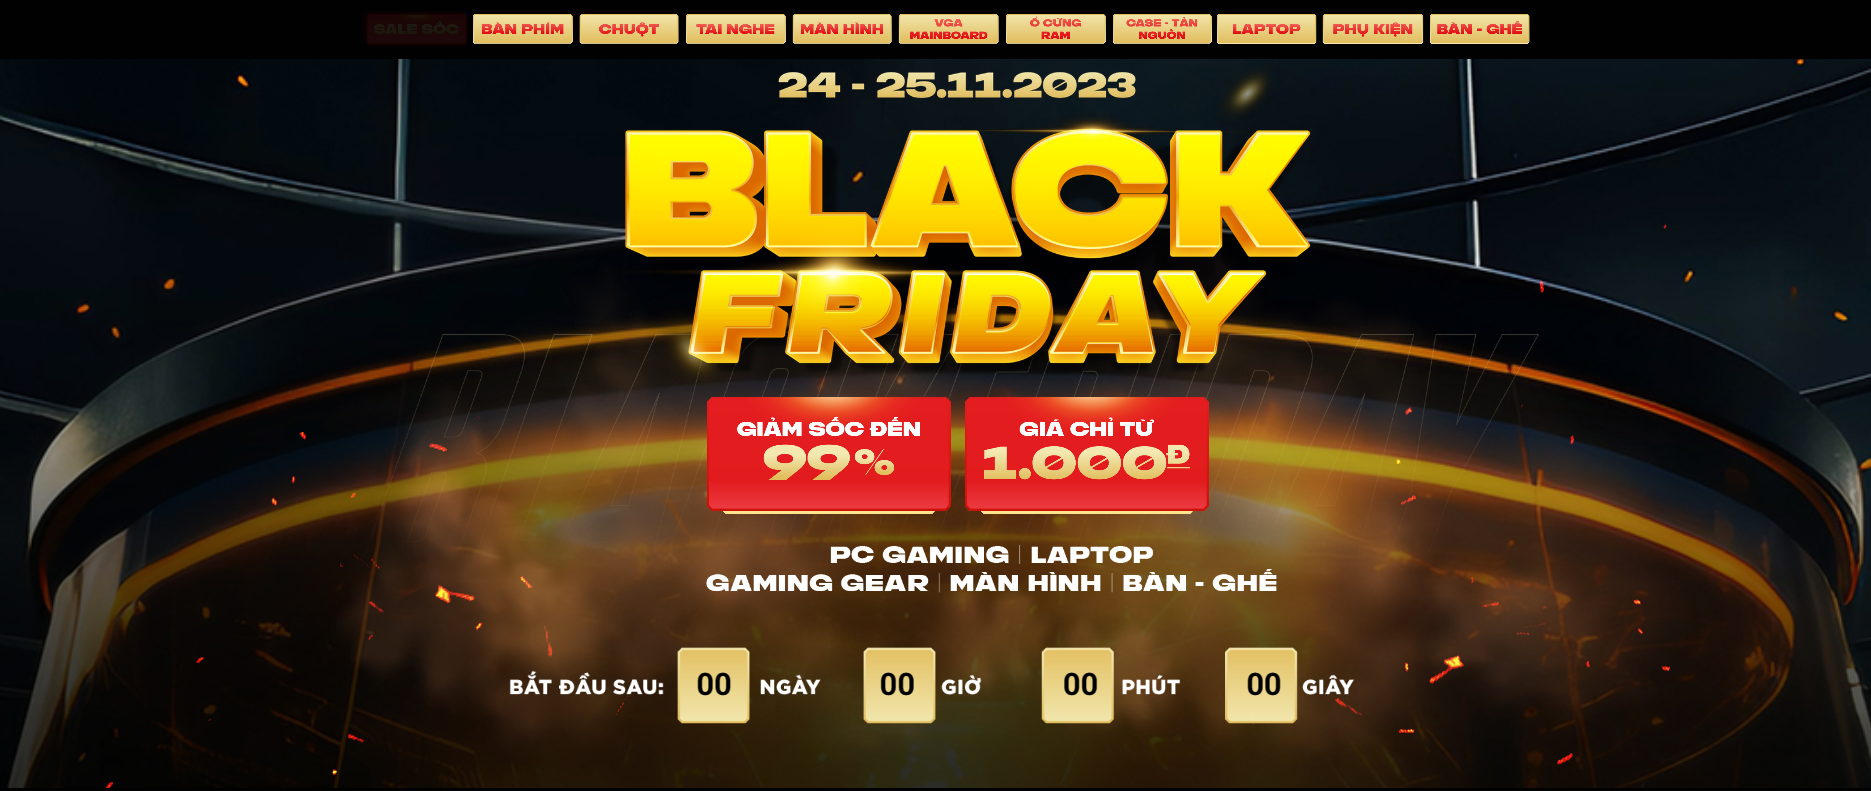 SALE SỐC
BÀN PHÍM
CHUỘT
TAI NGHE
MÀN HÌNH
VGA
MAINBOARD
Ổ CỨNG
RAM
CASE - TẢN
NGUỒN
LAPTOP
PHỤ KIỆN
BÀN - GHẾ
24 - 25.11.2023
BLACK
FRIDAY
BLACK FRIDAY
GIẢM SỐC ĐẾN
99%
GIÁ CHỈ TỪ
1.000Đ
PC GAMING | LAPTOP
GAMING GEAR | MÀN HÌNH | BÀN - GHẾ
BẮT ĐẦU SAU: 00 NGÀY 00 GIỜ 00 PHÚT 00 GIÂY